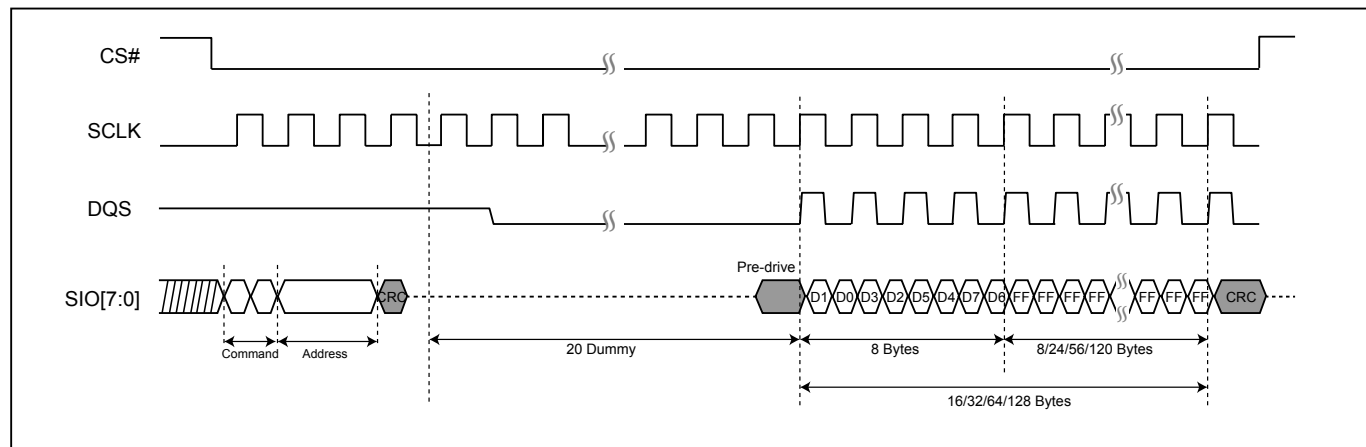 CS#
SCLK
DQS
Pre-drive
SIO[7:0]
CRC
D1 D0 D3 D2 D5 D4 D7 D6 FF FF FF FF FF FF FF CRC
Command
Address
20 Dummy
8 Bytes
8/24/56/120 Bytes
16/32/64/128 Bytes